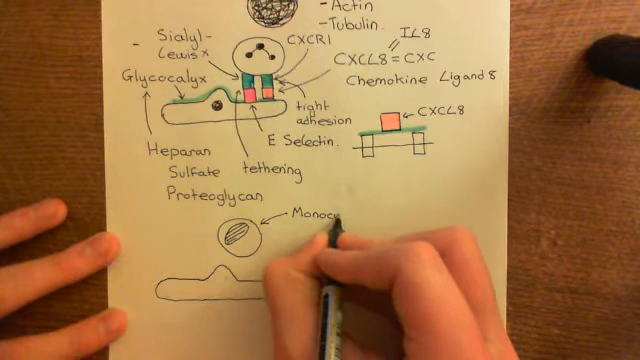 - Actin
- Tubulin.
IL8
Sialyl-
Lewis x
CXCR1
CXCL8 = CXC
Chemokine Ligand 8
Glycocalyx
tight
adhesion
CXCL8
E Selectin.
Heparan
Sulfate
Proteoglycan
tethering
Monoc